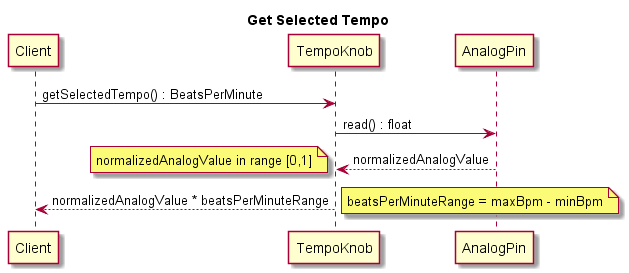 Get Selected Tempo
Client
TempoKnob
AnalogPin
getSelectedTempo() : BeatsPerMinute
read() : float
normalizedAnalogValue in range [0,1]
normalizedAnalogValue
normalizedAnalogValue * beatsPerMinuteRange
beatsPerMinuteRange = maxBpm - minBpm
Client
TempoKnob
AnalogPin